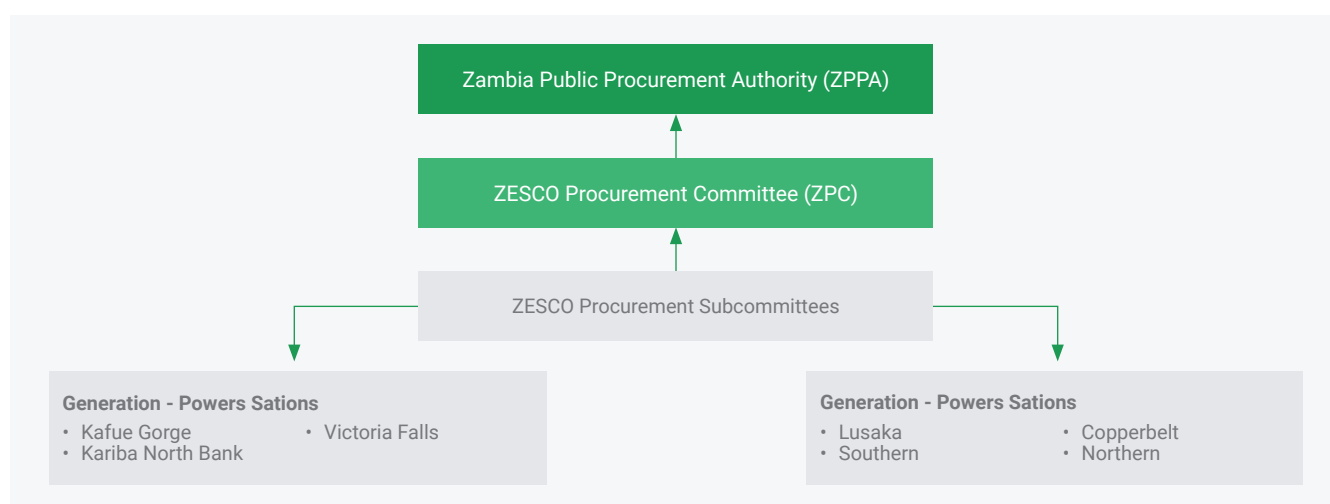 Zambia Public Procurement Authority (ZPPA)
ZESCO Procurement Committee (ZPC)
ZESCO Procurement Subcommittees
Generation - Powers Sations
• Kafue Gorge
• Kariba North Bank
• Victoria Falls
Generation - Powers Sations
• Lusaka
• Southern
• Copperbelt
• Northern